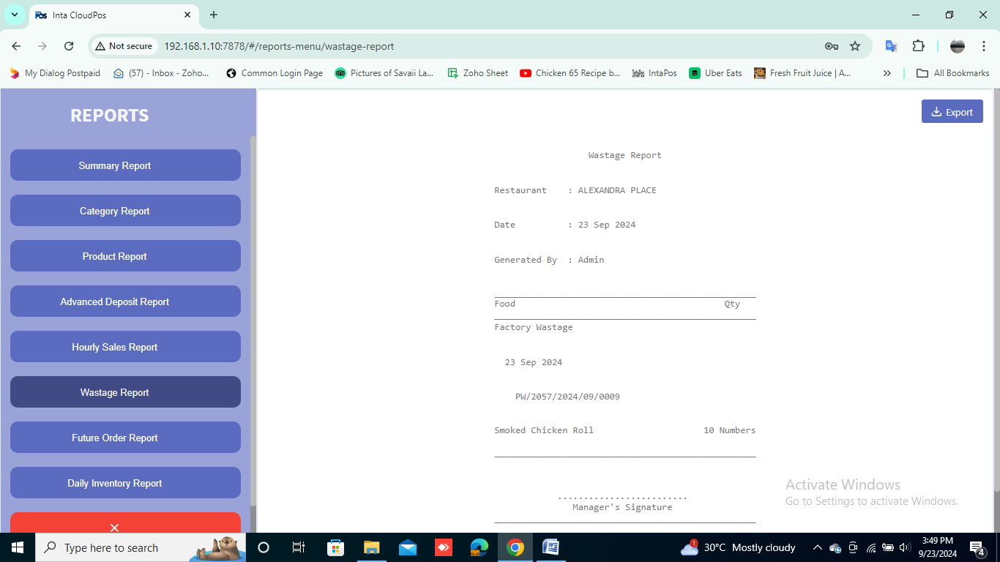 Inta CloudPos
Not secure 192.168.1.10:7878/#/reports-menu/wastage-report
My Dialog Postpaid (57) - Inbox - Zoho... Common Login Page Pictures of Savaii La... Zoho Sheet Chicken 65 Recipe b... IntaPos Uber Eats Fresh Fruit Juice | A... All Bookmarks
REPORTS
Summary Report
Category Report
Product Report
Advanced Deposit Report
Hourly Sales Report
Wastage Report
Future Order Report
Daily Inventory Report
Export
Wastage Report
Restaurant : ALEXANDRA PLACE
Date : 23 Sep 2024
Generated By : Admin
Food Qty
Factory Wastage
23 Sep 2024
PW/2057/2024/09/0009
Smoked Chicken Roll 10 Numbers
.........................
Manager's Signature
Activate Windows
Go to Settings to activate Windows.
Type here to search
1
30°C Mostly cloudy
3:49 PM
9/23/2024
4